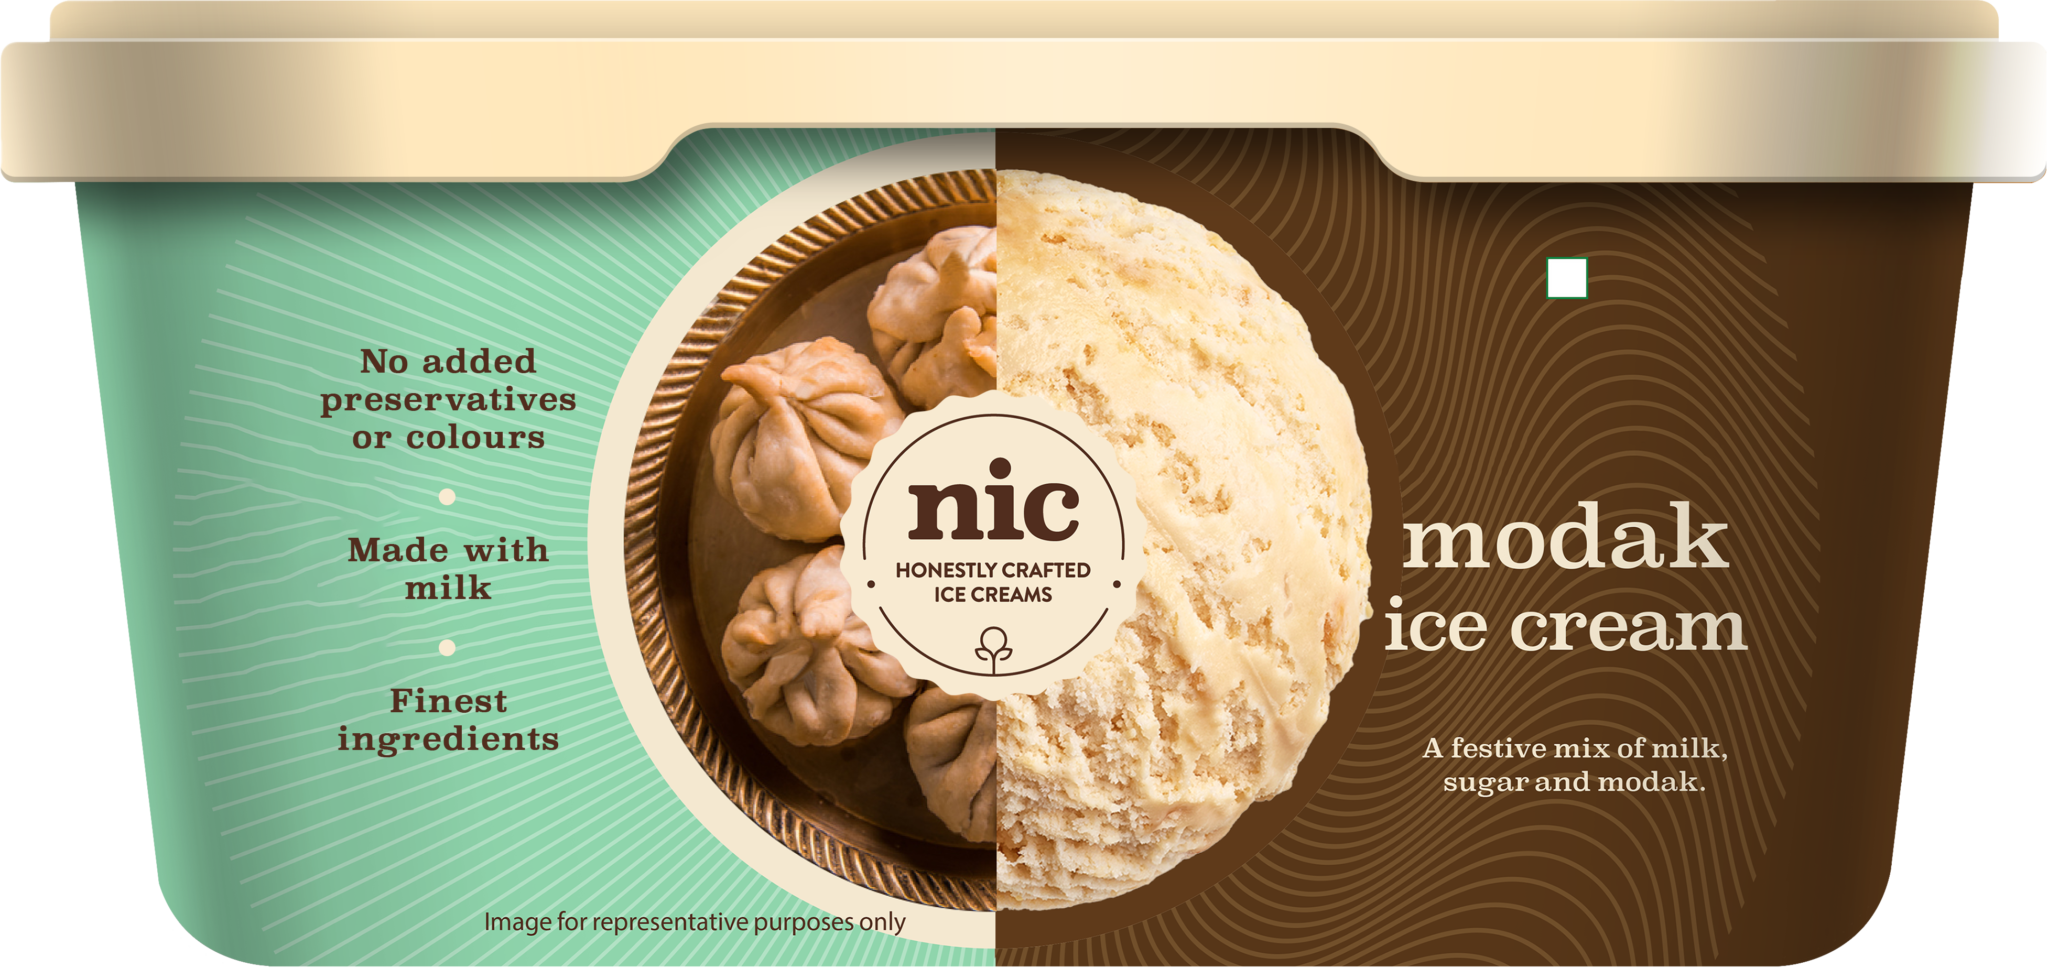 No added
preservatives
or colours
Made with
milk
Finest
ingredients
nic
HONESTLY CRAFTED
ICE CREAMS
modak
ice cream
A festive mix of milk,
sugar and modak.
Image for representative purposes only